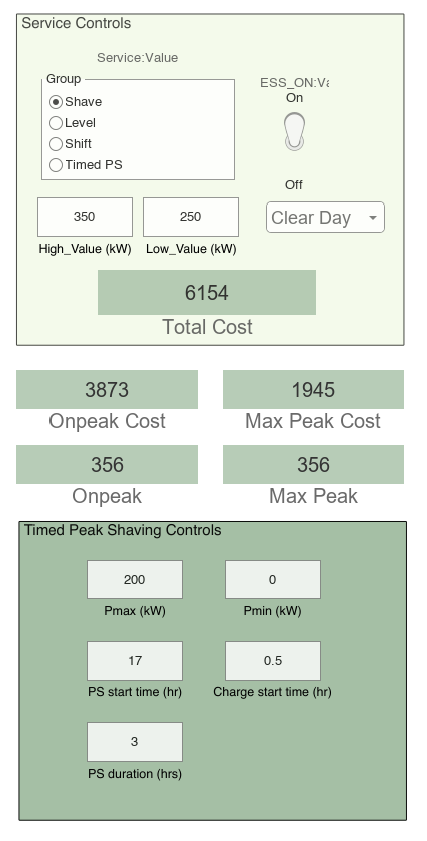 Service Controls
Service:Value
Group
Shave
Level
Shift
Timed PS
ESS_ON:Va
On
Off
350
250
High_Value (kW)
Low_Value (kW)
Clear Day
6154
Total Cost
3873
1945
Onpeak Cost
Max Peak Cost
356
356
Onpeak
Max Peak
Timed Peak Shaving Controls
200
0
Pmax (kW)
Pmin (kW)
17
0.5
PS start time (hr)
Charge start time (hr)
3
PS duration (hrs)